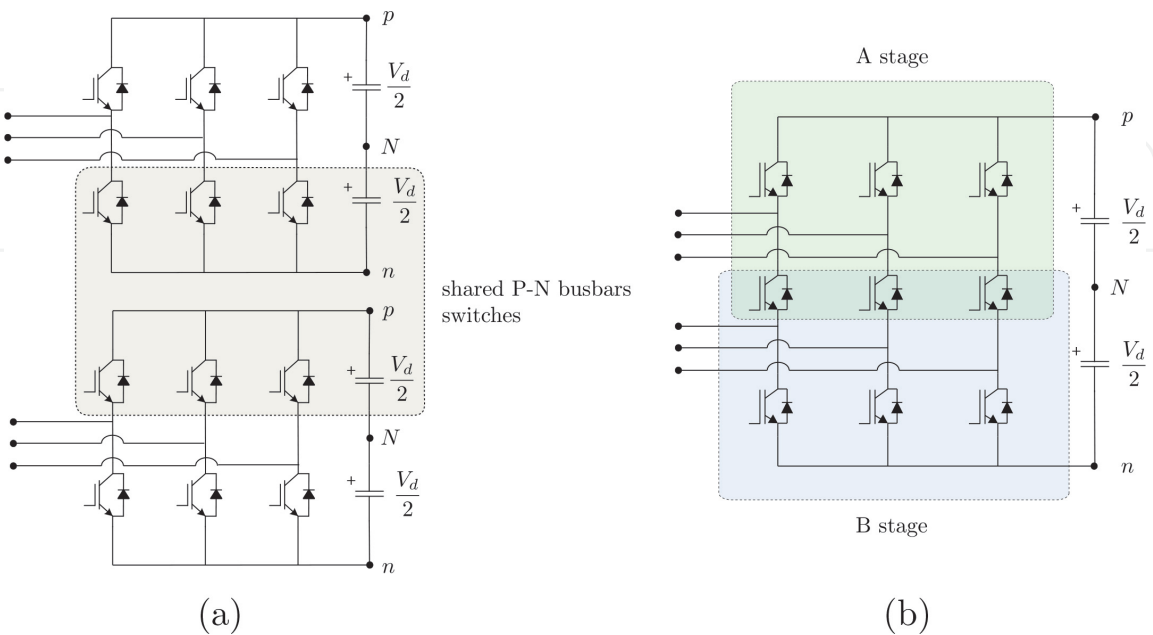 p
+
V_d
2
N
+
V_d
2
n
shared P-N busbars
switches
p
+
V_d
2
N
+
V_d
2
n
(a)
A stage
p
+
V_d
2
N
+
V_d
2
n
B stage
(b)